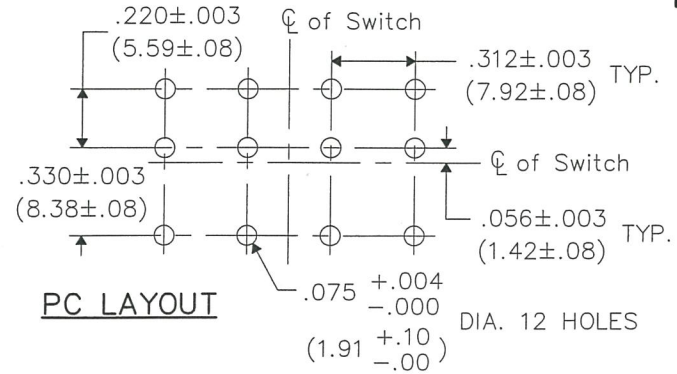 .220±.003
(5.59±.08)
℄ of Switch
.312±.003
(7.92±.08)
TYP.
℄ of Switch
.330±.003
(8.38±.08)
.056±.003
(1.42±.08)
TYP.
PC LAYOUT
.075 +.004
-.000
(1.91 +.10
-.00)
DIA. 12 HOLES